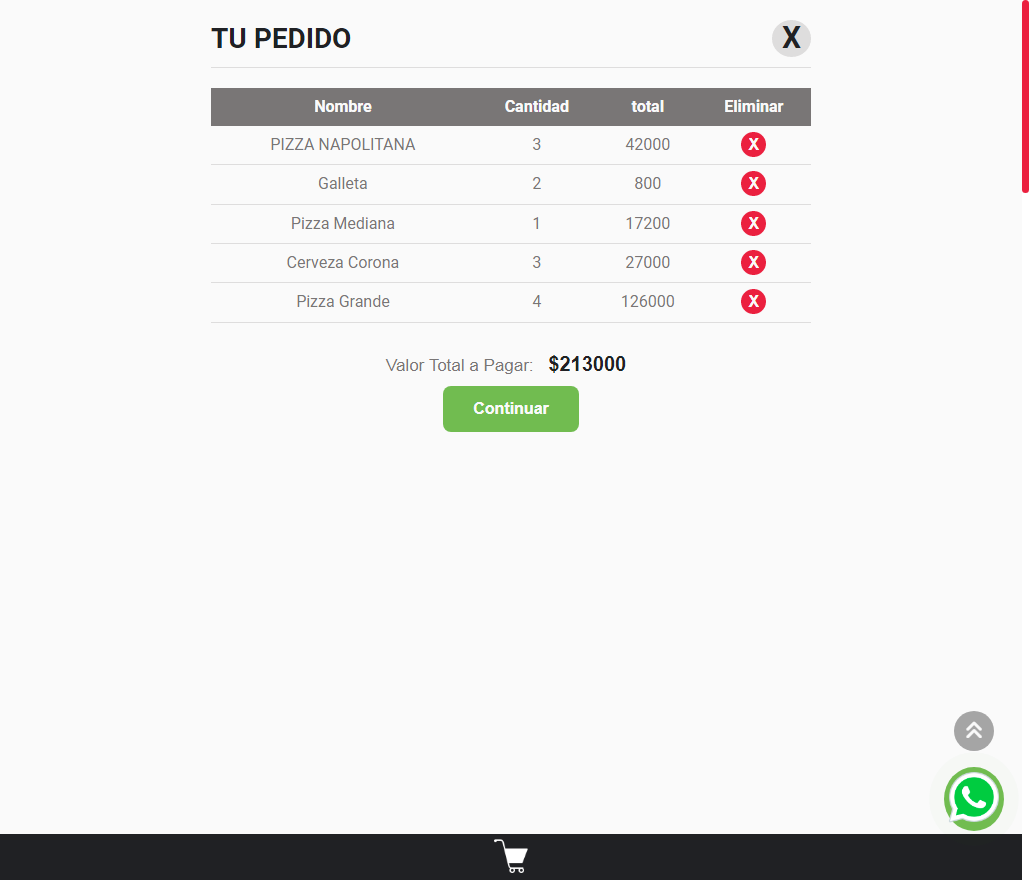 TU PEDIDO X
Nombre Cantidad total Eliminar
PIZZA NAPOLITANA 3 42000 X
Galleta 2 800 X
Pizza Mediana 1 17200 X
Cerveza Corona 3 27000 X
Pizza Grande 4 126000 X
Valor Total a Pagar: $213000
Continuar